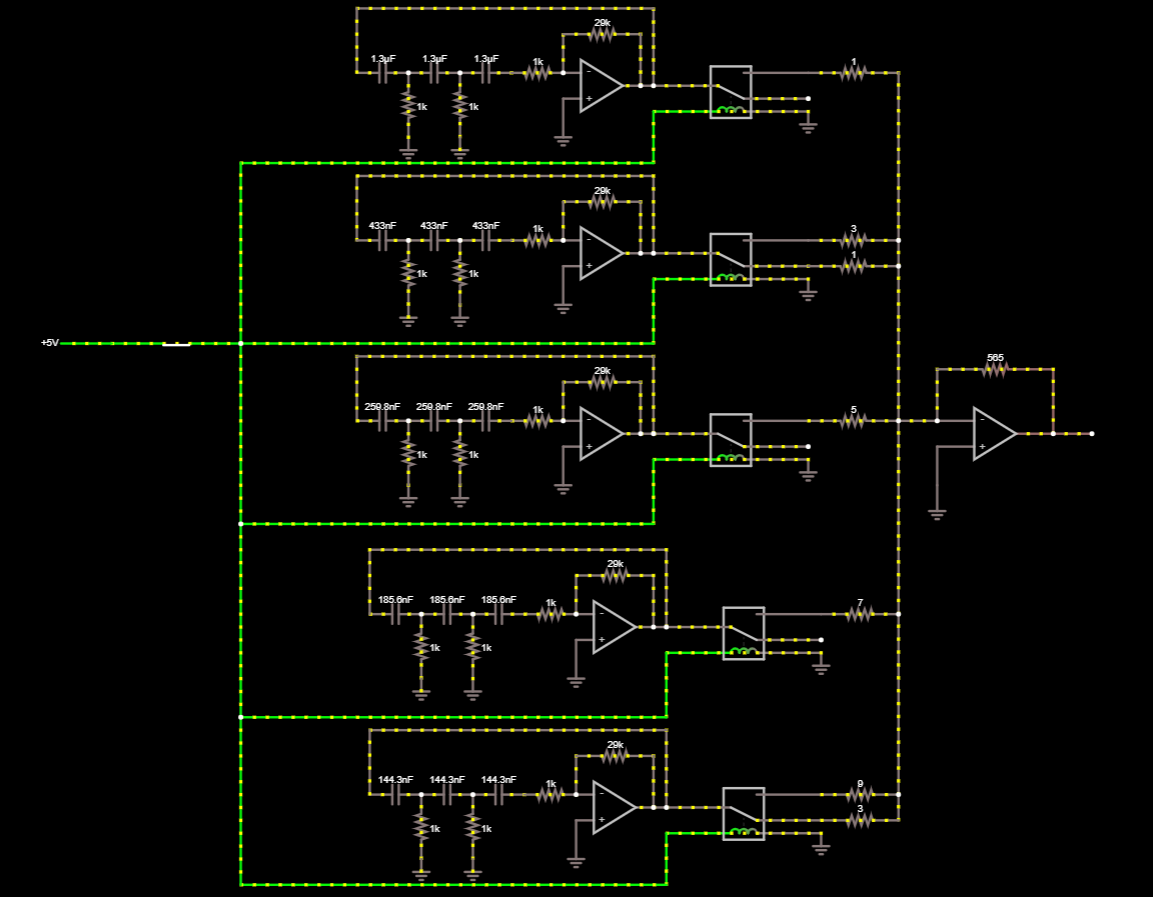 29k
1.3µF 1.3µF 1.3µF 1k 1
- +
1k 1k
29k
433nF 433nF 433nF 1k 3
- + 1
1k 1k
+5V
29k 565
259.8nF 259.8nF 259.8nF 1k 5
- + - +
1k 1k
29k
185.6nF 185.6nF 185.6nF 1k 7
- +
1k 1k
29k
144.3nF 144.3nF 144.3nF 1k 9
- + 3
1k 1k